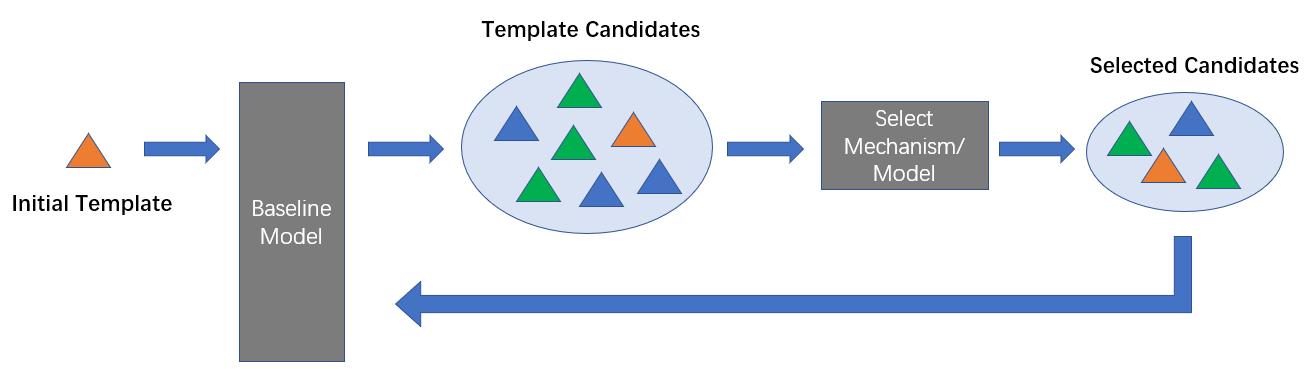 Template Candidates
Selected Candidates
Initial Template
Baseline
Model
Select
Mechanism/
Model